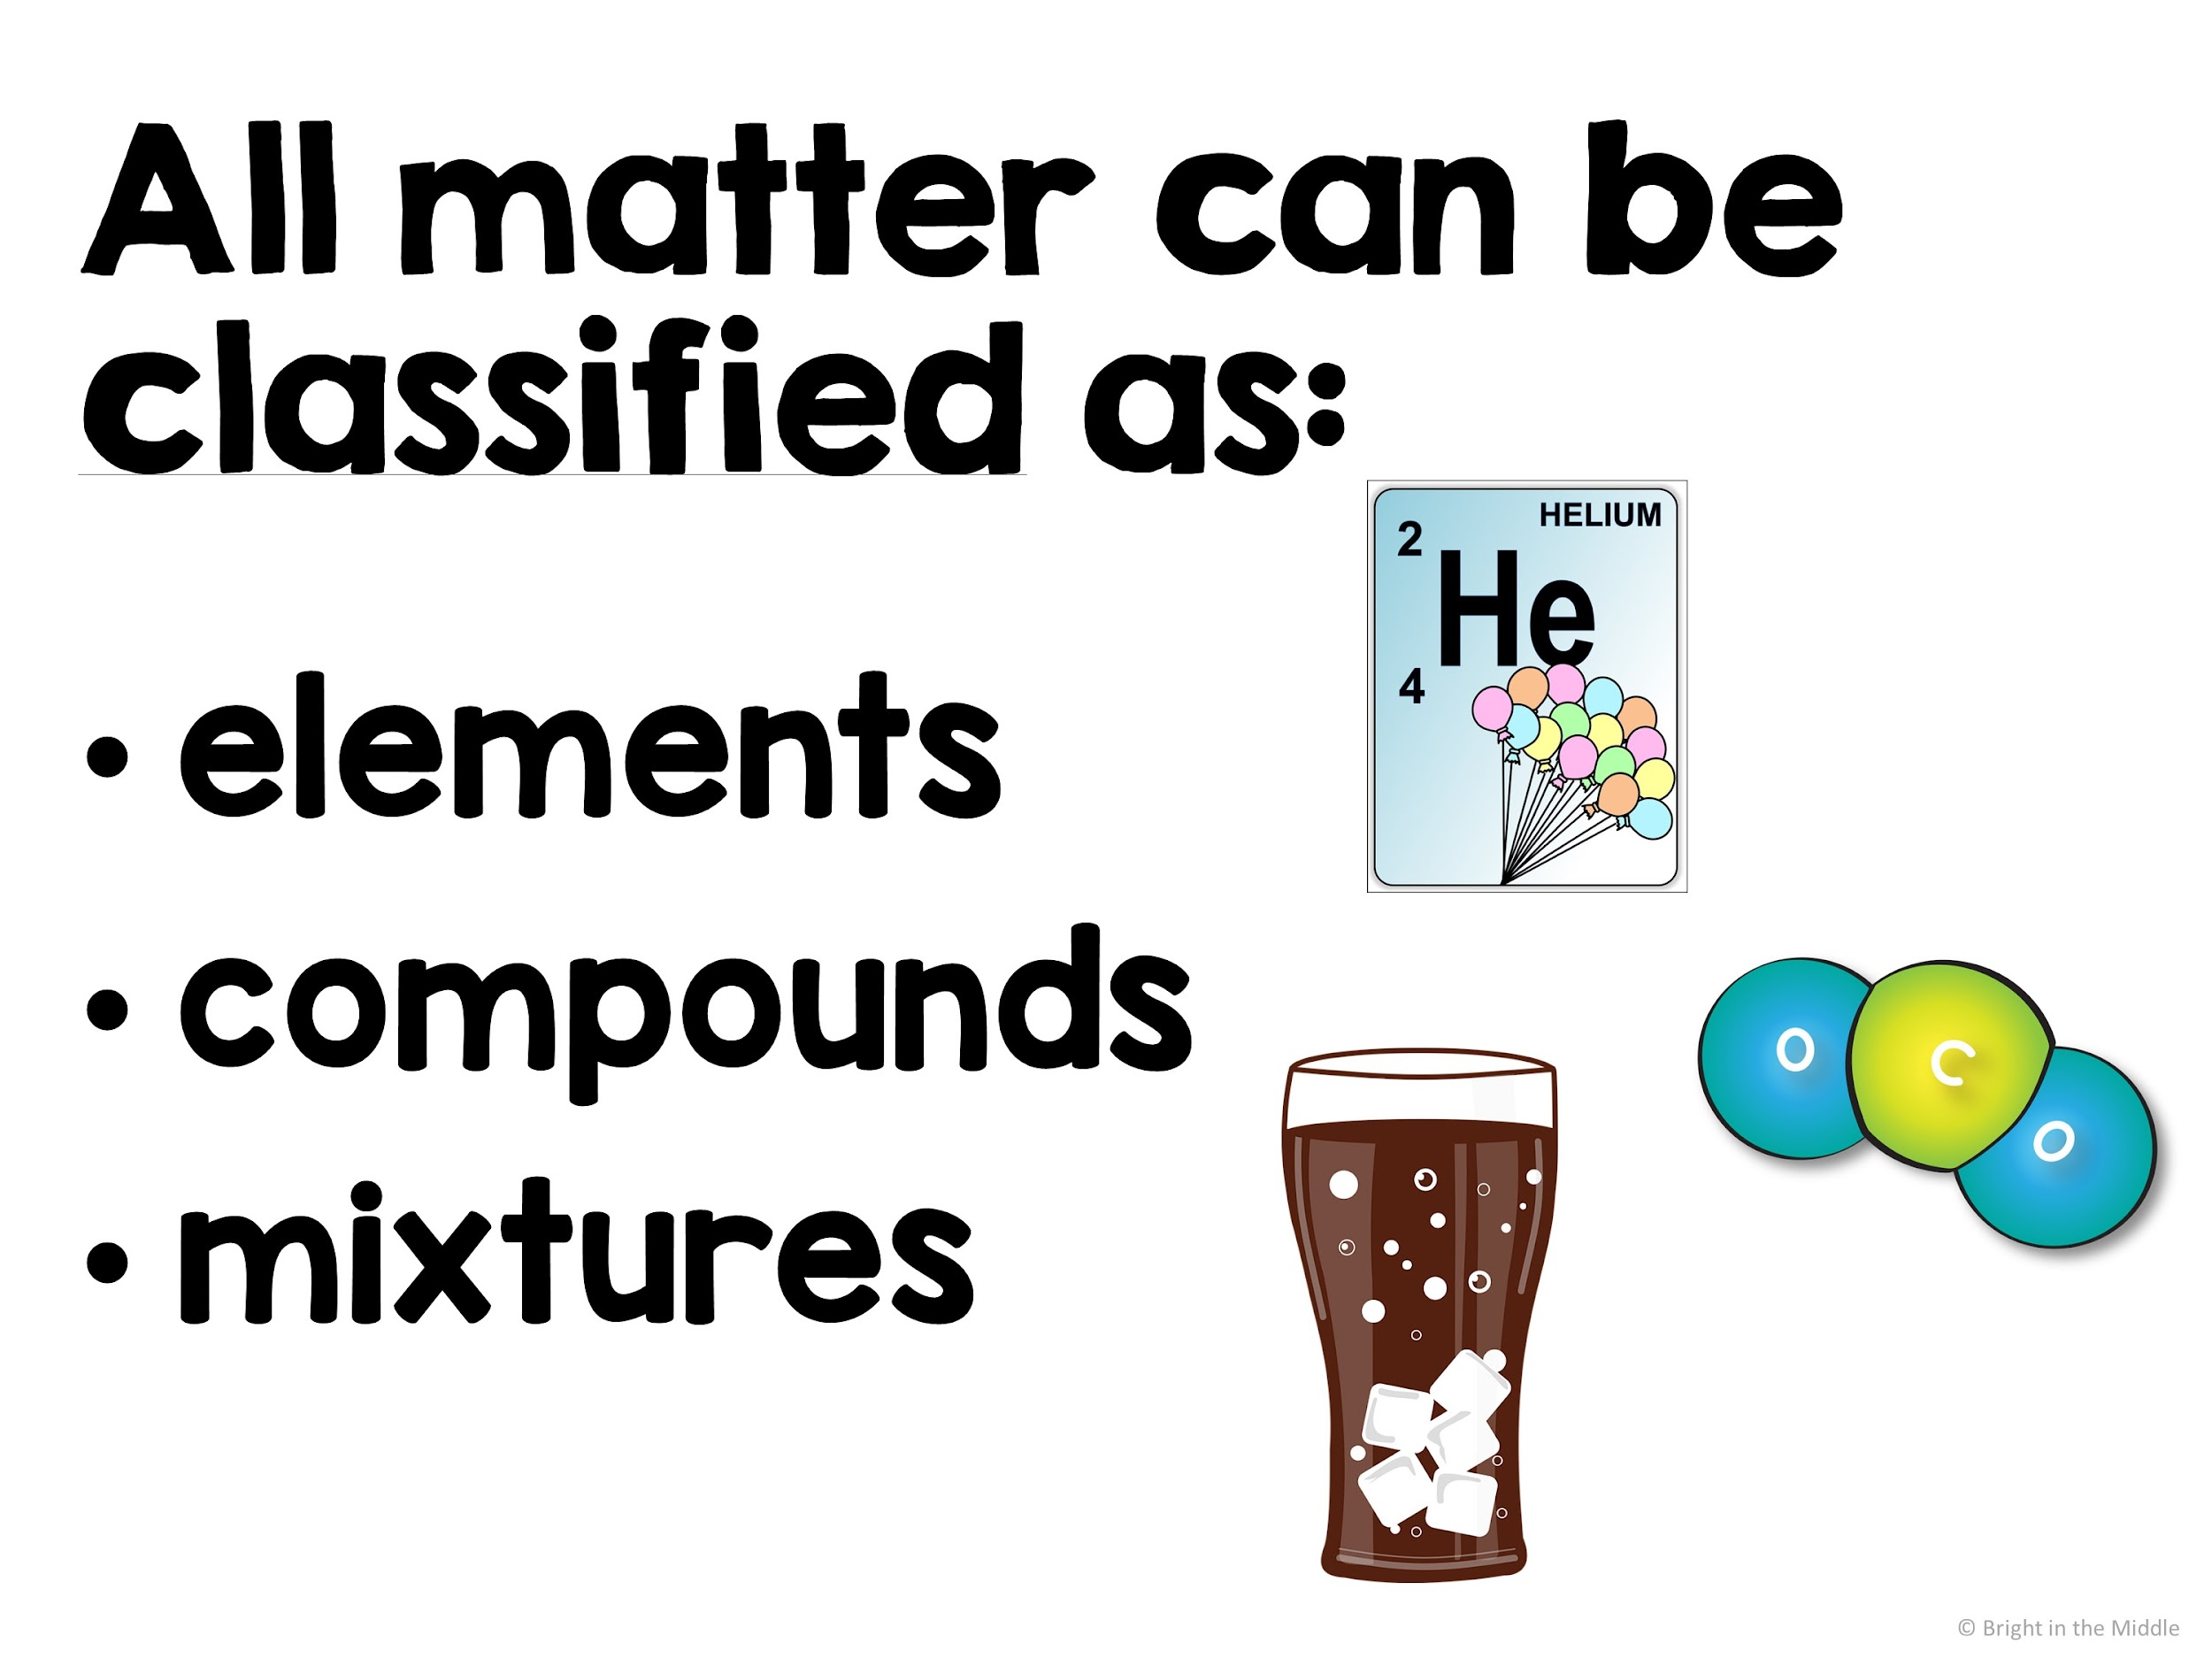 All matter can be
classified as:
HELIUM
2
He
4
• elements
• compounds
• mixtures
O C O
© Bright in the Middle